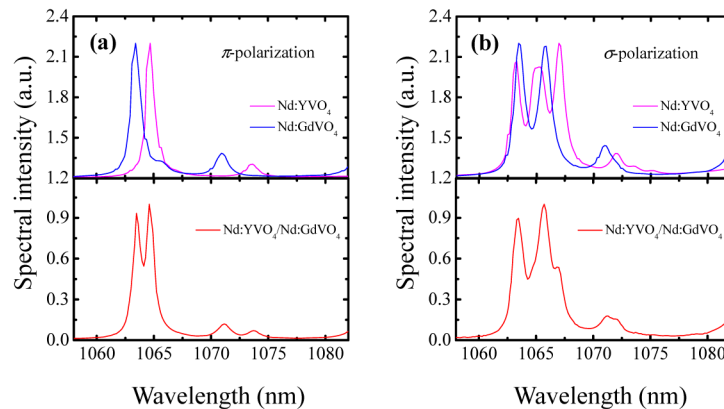 (a)
π-polarization
Nd:YVO₄
Nd:GdVO₄
2.4
2.1
1.8
1.5
1.2
0.9
0.6
0.3
0.0
Spectral intensity (a.u.)
Nd:YVO₄/Nd:GdVO₄
1060 1065 1070 1075 1080
Wavelength (nm)
(b)
σ-polarization
Nd:YVO₄
Nd:GdVO₄
2.4
2.1
1.8
1.5
1.2
0.9
0.6
0.3
0.0
Spectral intensity (a.u.)
Nd:YVO₄/Nd:GdVO₄
1060 1065 1070 1075 1080
Wavelength (nm)